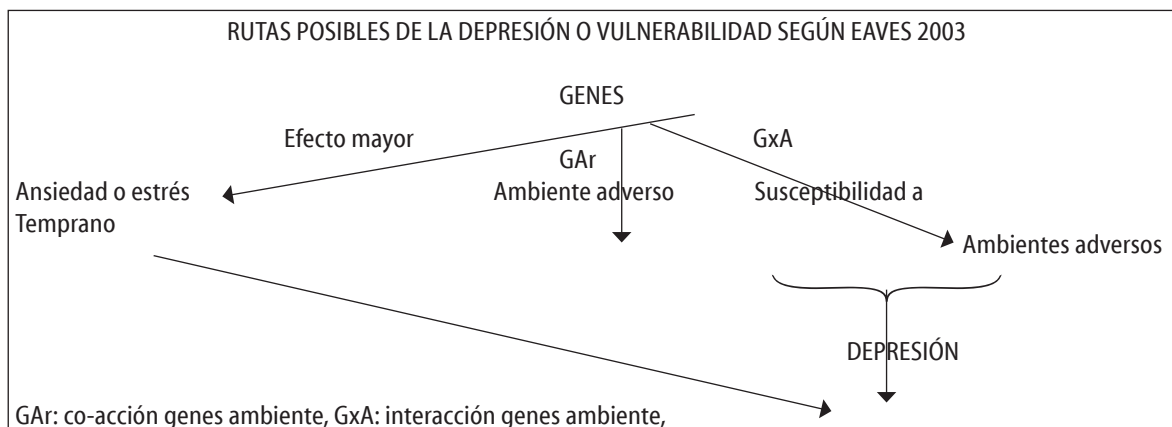 RUTAS POSIBLES DE LA DEPRESIÓN O VULNERABILIDAD SEGÚN EAVES 2003
GENES
Efecto mayor
GxA
GAr
Ansiedad o estrés
Temprano
Ambiente adverso
Susceptibilidad a
Ambientes adversos
DEPRESIÓN
GAr: co-acción genes ambiente, GxA: interacción genes ambiente,